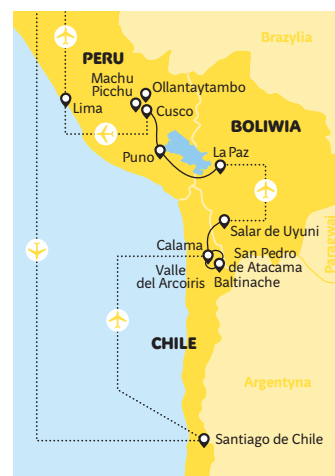 Brazylia
PERU
Machu
Picchu
Ollantaytambo
Lima
Cusco
BOLIWIA
Puno
La Paz
Salar de Uyuni
Paragwaj
Calama
San Pedro
de Atacama
Valle
del Arcoiris
Baltinache
CHILE
Argentyna
Santiago de Chile